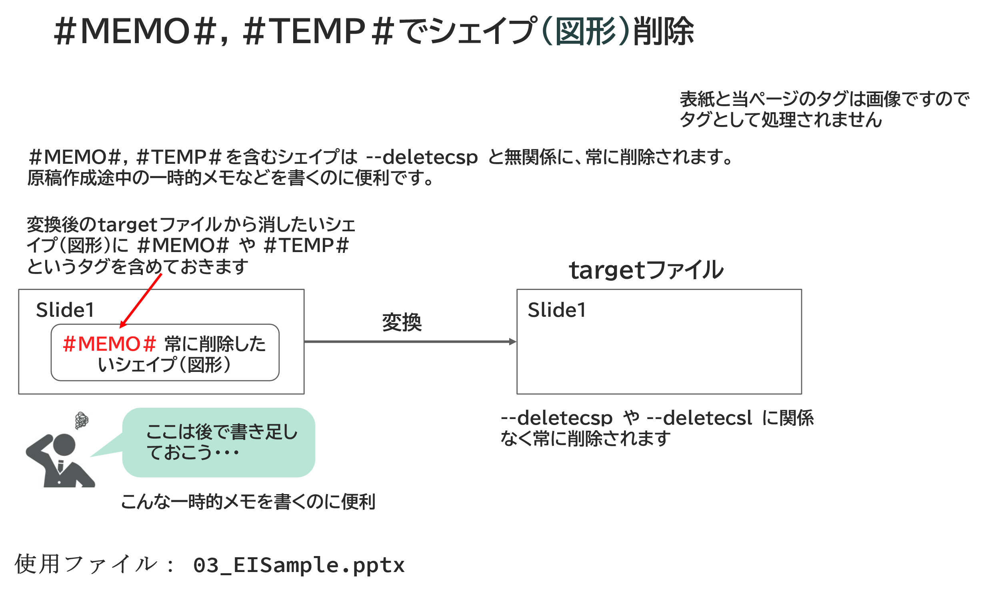 #MEMO#, #TEMP#でシェイプ(図形)削除
表紙と当ページのタグは画像ですので
タグとして処理されません
#MEMO#, #TEMP#を含むシェイプは --deletecsp と無関係に、常に削除されます。
原稿作成途中の一時的メモなどを書くのに便利です。
変換後のtargetファイルから消したいシェ
イプ(図形)に #MEMO# や #TEMP#
というタグを含めておきます
Slide1
#MEMO# 常に削除した
いシェイプ(図形)
変換
targetファイル
Slide1
ここは後で書き足し
ておこう・・・
こんな一時的メモを書くのに便利
--deletecsp や --deletecsl に関係
なく常に削除されます
使用ファイル: 03_EISample.pptx